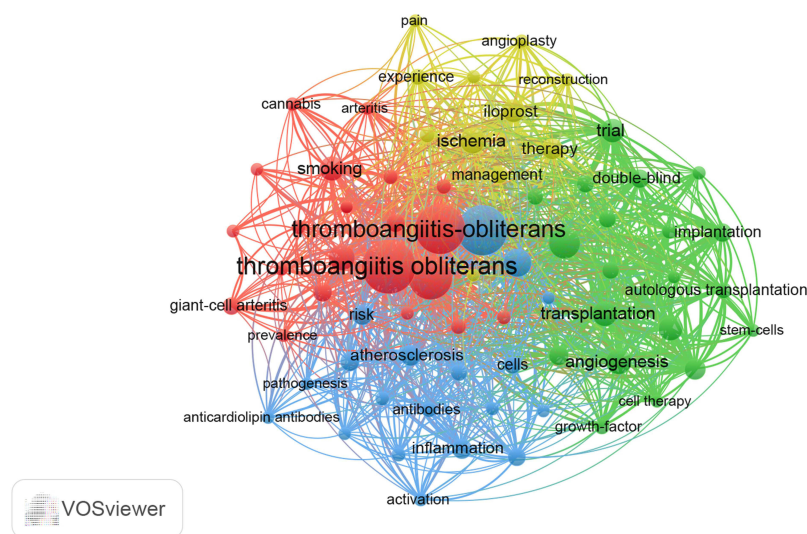 pain
angioplasty
experience
reconstruction
cannabis
arteritis
iloprost
trial
ischemia
therapy
smoking
management
double-blind
thromboangiitis-obliterans
implantation
thromboangiitis obliterans
autologous transplantation
giant-cell arteritis
risk
transplantation
prevalence
stem-cells
atherosclerosis
cells
angiogenesis
pathogenesis
cell therapy
anticardiolipin antibodies
antibodies
growth-factor
inflammation
activation
VOSviewer